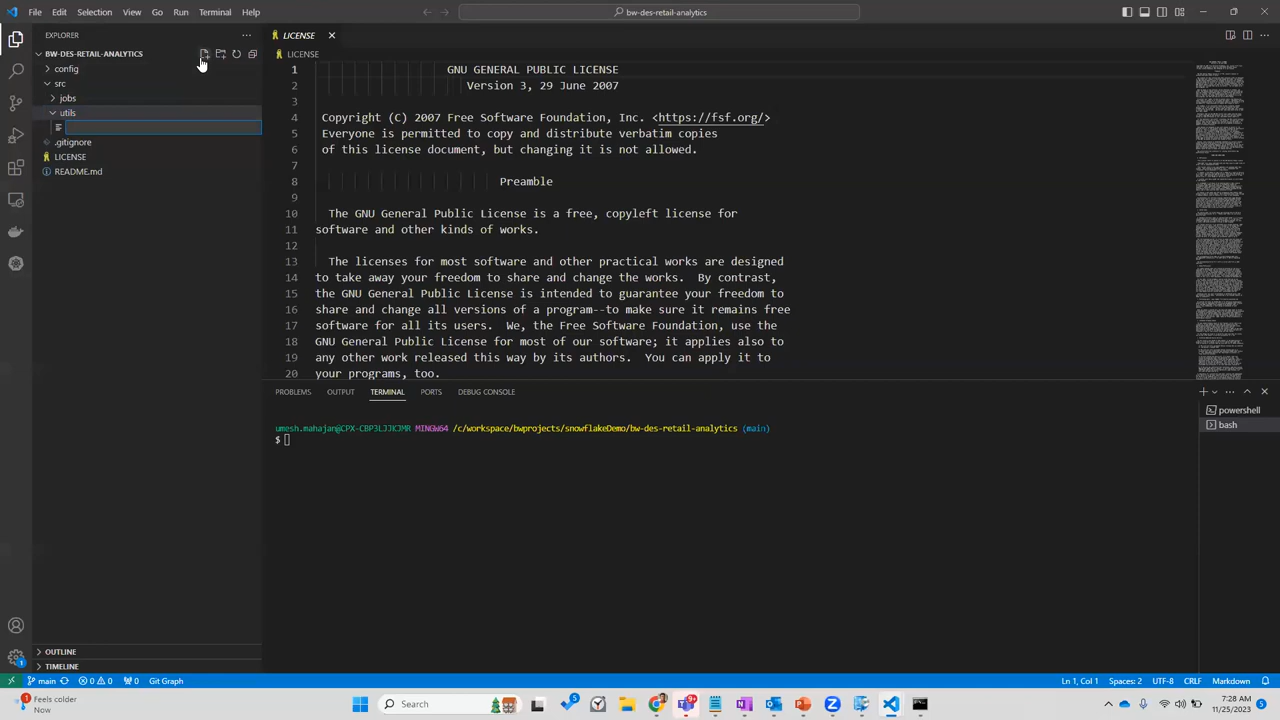 File Edit Selection View Go Run Terminal Help
bw-des-retail-analytics
EXPLORER
BW-DES-RETAIL-ANALYTICS
config
src
jobs
utils
.gitignore
LICENSE
README.md
OUTLINE
TIMELINE
LICENSE
LICENSE
1 GNU GENERAL PUBLIC LICENSE
2 Version 3, 29 June 2007
3
4 Copyright (C) 2007 Free Software Foundation, Inc. <https://fsf.org/>
5 Everyone is permitted to copy and distribute verbatim copies
6 of this license document, but changing it is not allowed.
7
8 Preamble
9
10 The GNU General Public License is a free, copyleft license for
11 software and other kinds of works.
12
13 The licenses for most software and other practical works are designed
14 to take away your freedom to share and change the works. By contrast,
15 the GNU General Public License is intended to guarantee your freedom to
16 share and change all versions of a program--to make sure it remains free
17 software for all its users. We, the Free Software Foundation, use the
18 GNU General Public License for most of our software; it applies also to
19 any other work released this way by its authors. You can apply it to
20 your programs, too.
PROBLEMS OUTPUT TERMINAL PORTS DEBUG CONSOLE
umesh.mahajan@CPX-CBP3LJJKJMR MINGW64 /c/workspace/bwprojects/snowflakeDemo/bw-des-retail-analytics (main)
$
powershell
bash
main 0 0 0 Git Graph
Ln 1, Col 1 Spaces: 2 UTF-8 CRLF Markdown
1
Feels colder
Now
Search
5
9+
7:28 AM
11/25/2023
5